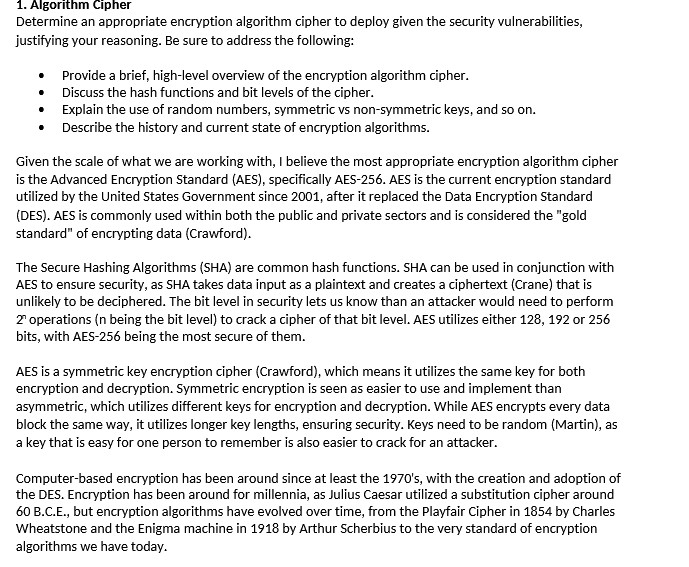 1. Algorithm Cipher
Determine an appropriate encryption algorithm cipher to deploy given the security vulnerabilities,
justifying your reasoning. Be sure to address the following:
• Provide a brief, high-level overview of the encryption algorithm cipher.
• Discuss the hash functions and bit levels of the cipher.
• Explain the use of random numbers, symmetric vs non-symmetric keys, and so on.
• Describe the history and current state of encryption algorithms.
Given the scale of what we are working with, I believe the most appropriate encryption algorithm cipher
is the Advanced Encryption Standard (AES), specifically AES-256. AES is the current encryption standard
utilized by the United States Government since 2001, after it replaced the Data Encryption Standard
(DES). AES is commonly used within both the public and private sectors and is considered the "gold
standard" of encrypting data (Crawford).
The Secure Hashing Algorithms (SHA) are common hash functions. SHA can be used in conjunction with
AES to ensure security, as SHA takes data input as a plaintext and creates a ciphertext (Crane) that is
unlikely to be deciphered. The bit level in security lets us know than an attacker would need to perform
2ⁿ operations (n being the bit level) to crack a cipher of that bit level. AES utilizes either 128, 192 or 256
bits, with AES-256 being the most secure of them.
AES is a symmetric key encryption cipher (Crawford), which means it utilizes the same key for both
encryption and decryption. Symmetric encryption is seen as easier to use and implement than
asymmetric, which utilizes different keys for encryption and decryption. While AES encrypts every data
block the same way, it utilizes longer key lengths, ensuring security. Keys need to be random (Martin), as
a key that is easy for one person to remember is also easier to crack for an attacker.
Computer-based encryption has been around since at least the 1970's, with the creation and adoption of
the DES. Encryption has been around for millennia, as Julius Caesar utilized a substitution cipher around
60 B.C.E., but encryption algorithms have evolved over time, from the Playfair Cipher in 1854 by Charles
Wheatstone and the Enigma machine in 1918 by Arthur Scherbius to the very standard of encryption
algorithms we have today.